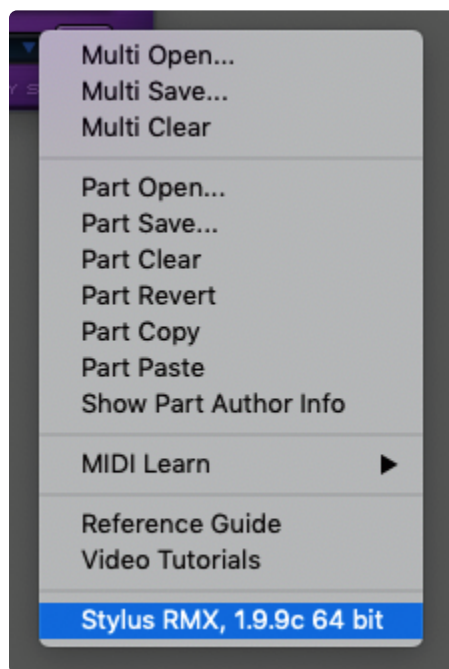 Multi Open...
Multi Save...
Multi Clear
Part Open...
Part Save...
Part Clear
Part Revert
Part Copy
Part Paste
Show Part Author Info
MIDI Learn
Reference Guide
Video Tutorials
Stylus RMX, 1.9.9c 64 bit